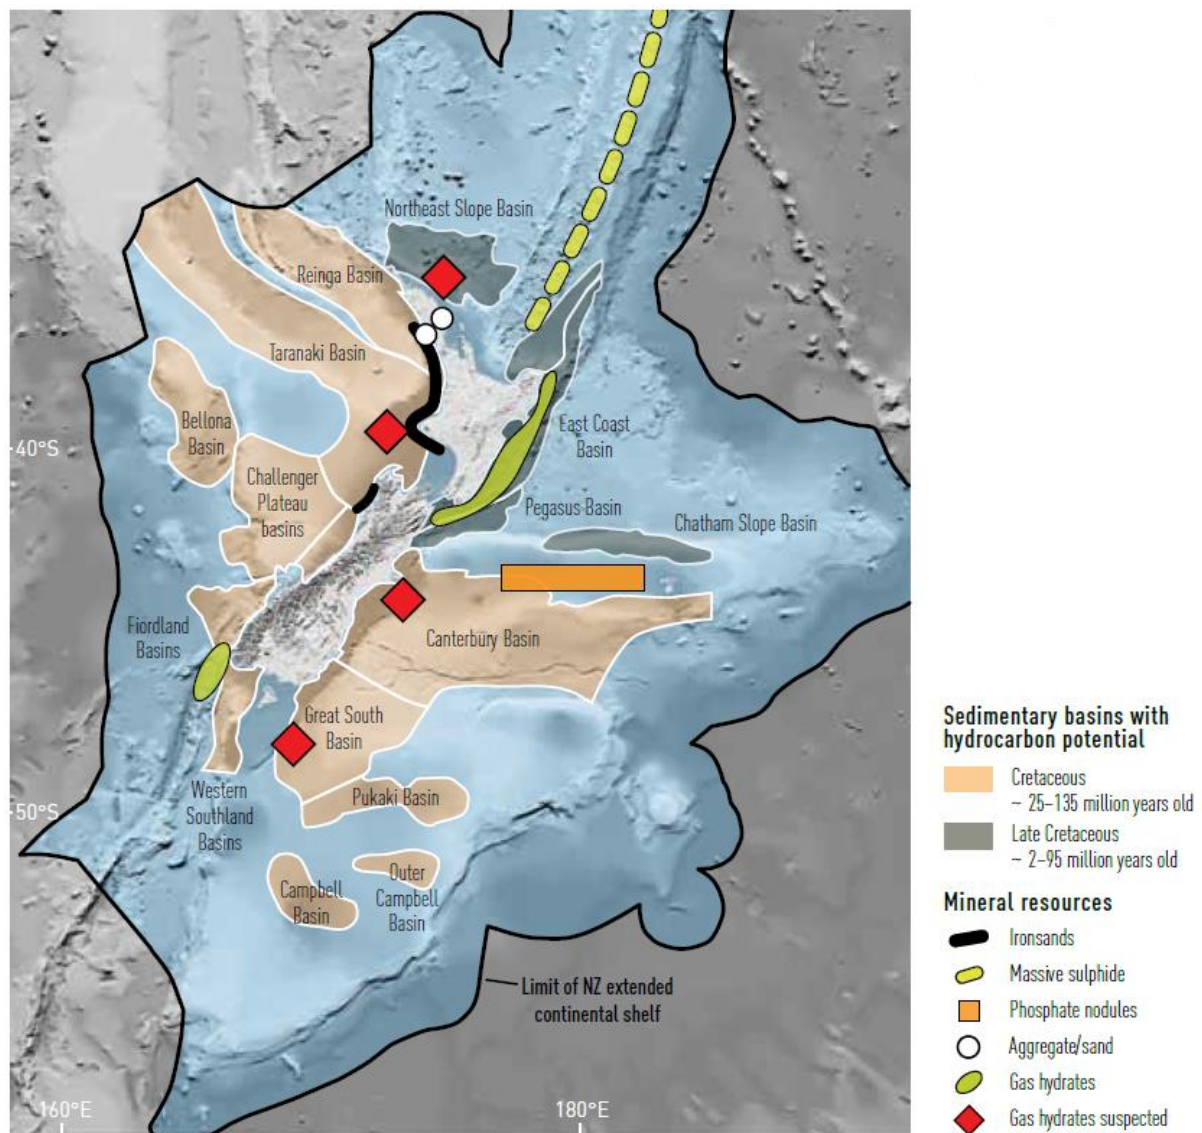 Northeast Slope Basin
Reinga Basin
Taranaki Basin
Bellona
Basin
40°S
East Coast
Basin
Challenger
Plateau
basins
Pegasus Basin
Chatham Slope Basin
Fiordland
Basins
Canterbury Basin
Great South
Basin
Western
Southland
Basins
Pukaki Basin
50°S
Campbell
Basin
Outer
Campbell
Basin
Limit of NZ extended
continental shelf
160°E
180°E
Sedimentary basins with
hydrocarbon potential
Cretaceous
~ 25–135 million years old
Late Cretaceous
~ 2–95 million years old
Mineral resources
Ironsands
Massive sulphide
Phosphate nodules
Aggregate/sand
Gas hydrates
Gas hydrates suspected